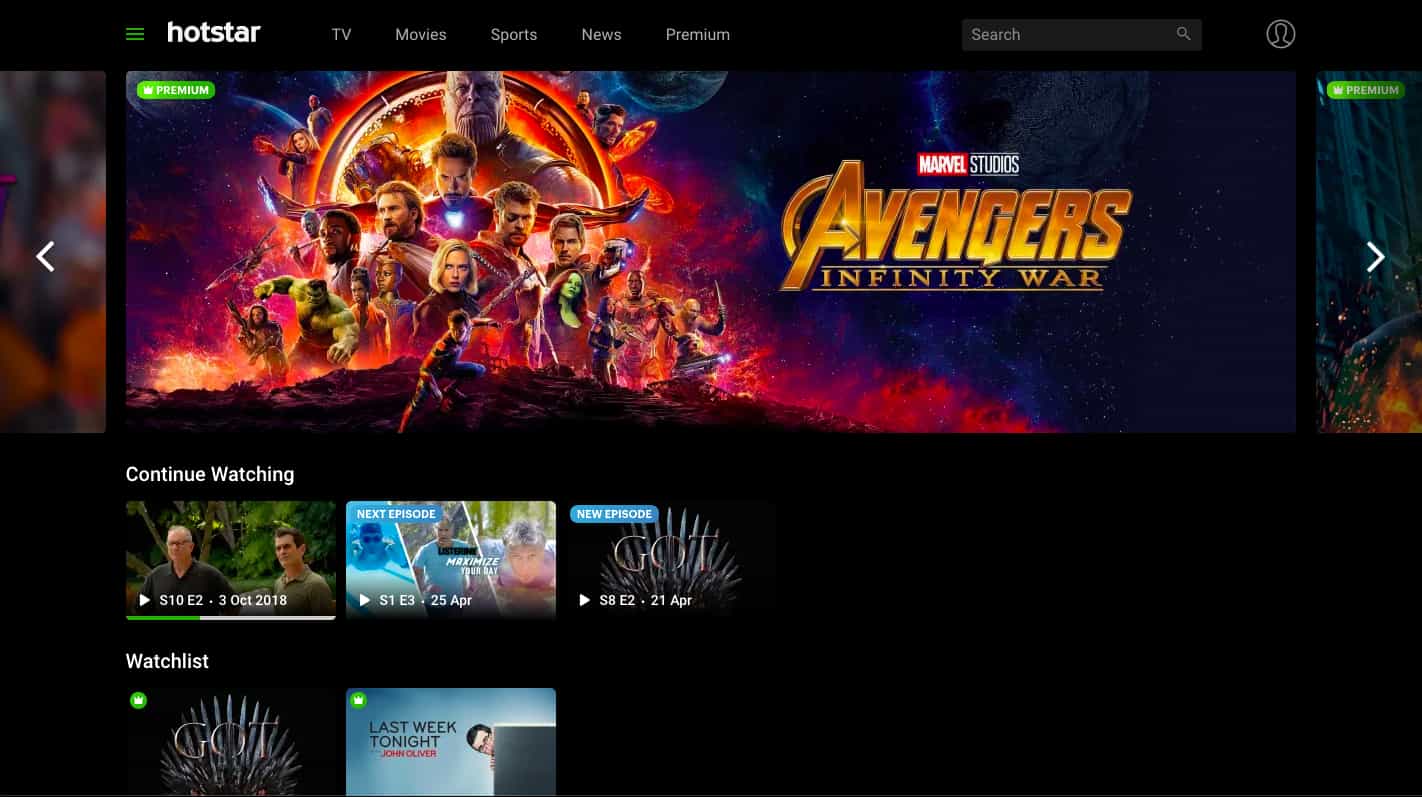 hotstar
TV
Movies
Sports
News
Premium
Search
PREMIUM
PREMIUM
MARVEL STUDIOS
AVENGERS
INFINITY WAR
Continue Watching
NEXT EPISODE
NEW EPISODE
LISTERINE
MAXIMIZE
YOUR DAY
GOT
S10 E2 · 3 Oct 2018
S1 E3 · 25 Apr
S8 E2 · 21 Apr
Watchlist
GOT
LAST WEEK
TONIGHT
WITH JOHN OLIVER